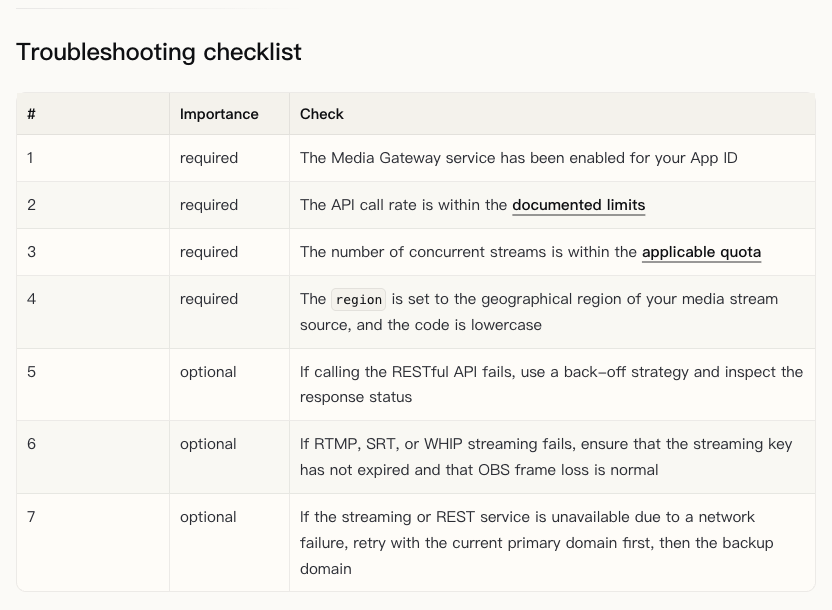 Troubleshooting checklist
# Importance Check
1 required The Media Gateway service has been enabled for your App ID
2 required The API call rate is within the documented limits
3 required The number of concurrent streams is within the applicable quota
4 required The region is set to the geographical region of your media stream
source, and the code is lowercase
5 optional If calling the RESTful API fails, use a back-off strategy and inspect the
response status
6 optional If RTMP, SRT, or WHIP streaming fails, ensure that the streaming key
has not expired and that OBS frame loss is normal
7 optional If the streaming or REST service is unavailable due to a network
failure, retry with the current primary domain first, then the backup
domain